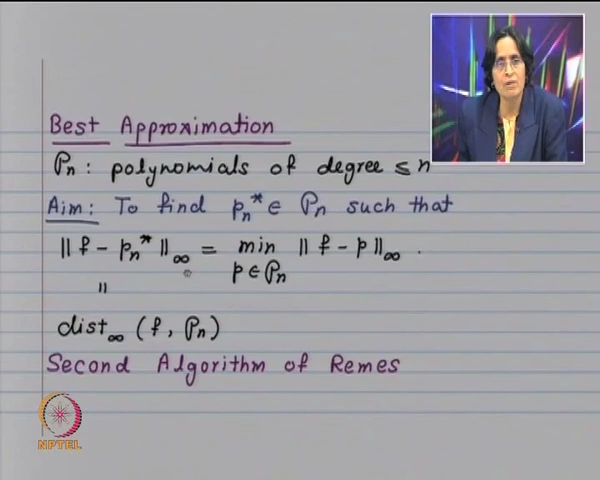 Best Approximation
𝒫n : polynomials of degree ≤ n
Aim: To find pn* ∈ 𝒫n such that
‖ f - pn* ‖∞ = min ‖ f - p ‖∞ .
p ∈ 𝒫n
"
dist∞ (f, 𝒫n)
Second Algorithm of Remes
NPTEL